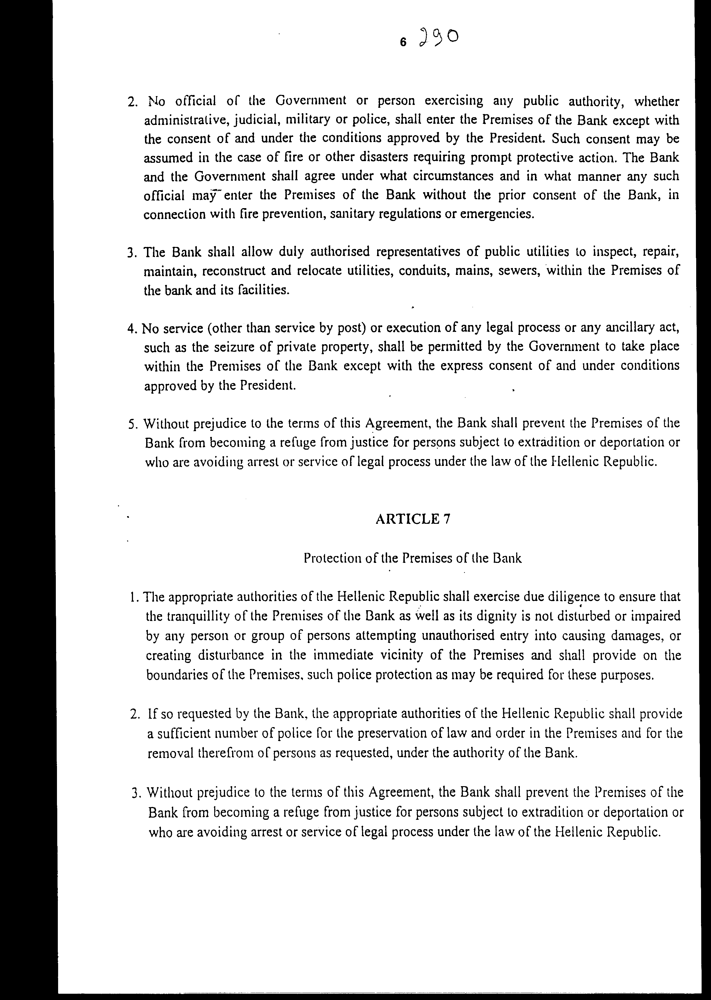 6 290
2. No official of the Government or person exercising any public authority, whether
administrative, judicial, military or police, shall enter the Premises of the Bank except with
the consent of and under the conditions approved by the President. Such consent may be
assumed in the case of fire or other disasters requiring prompt protective action. The Bank
and the Government shall agree under what circumstances and in what manner any such
official may enter the Premises of the Bank without the prior consent of the Bank, in
connection with fire prevention, sanitary regulations or emergencies.
3. The Bank shall allow duly authorised representatives of public utilities to inspect, repair,
maintain, reconstruct and relocate utilities, conduits, mains, sewers, within the Premises of
the bank and its facilities.
4. No service (other than service by post) or execution of any legal process or any ancillary act,
such as the seizure of private property, shall be permitted by the Government to take place
within the Premises of the Bank except with the express consent of and under conditions
approved by the President.
5. Without prejudice to the terms of this Agreement, the Bank shall prevent the Premises of the
Bank from becoming a refuge from justice for persons subject to extradition or deportation or
who are avoiding arrest or service of legal process under the law of the Hellenic Republic.
ARTICLE 7
Protection of the Premises of the Bank
1. The appropriate authorities of the Hellenic Republic shall exercise due diligence to ensure that
the tranquillity of the Premises of the Bank as well as its dignity is not disturbed or impaired
by any person or group of persons attempting unauthorised entry into causing damages, or
creating disturbance in the immediate vicinity of the Premises and shall provide on the
boundaries of the Premises, such police protection as may be required for these purposes.
2. If so requested by the Bank, the appropriate authorities of the Hellenic Republic shall provide
a sufficient number of police for the preservation of law and order in the Premises and for the
removal therefrom of persons as requested, under the authority of the Bank.
3. Without prejudice to the terms of this Agreement, the Bank shall prevent the Premises of the
Bank from becoming a refuge from justice for persons subject to extradition or deportation or
who are avoiding arrest or service of legal process under the law of the Hellenic Republic.